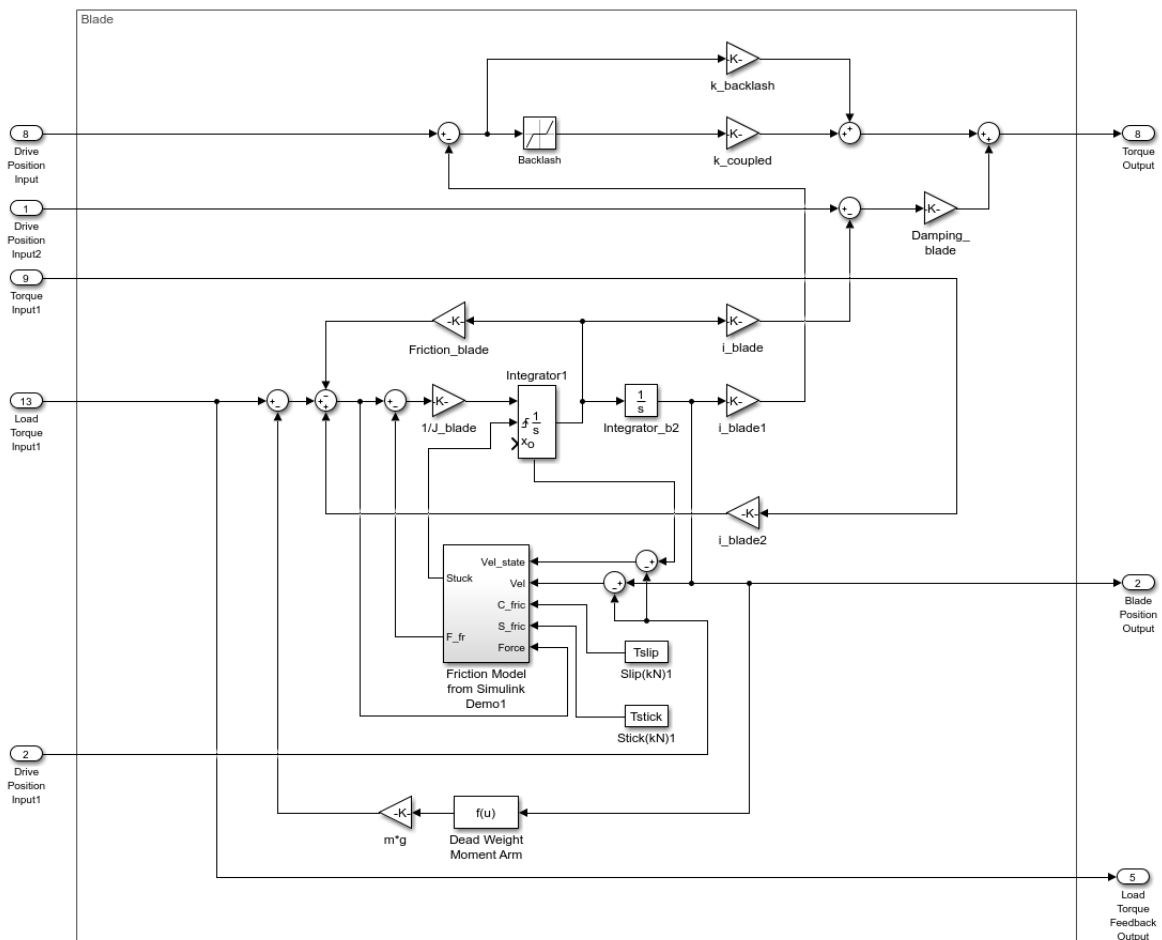 Blade
-K-
k_backlash
8
Drive
Position
Input
+
−
Backlash
-K-
k_coupled
+
+
+
+
8
Torque
Output
1
Drive
Position
Input2
+
−
-K-
Damping_
blade
9
Torque
Input1
-K-
Friction_blade
-K-
i_blade
13
Load
Torque
Input1
+
−
−
+
+
+
−
-K-
1/J_blade
Integrator1
1
s
xo
1
s
Integrator_b2
-K-
i_blade1
-K-
i_blade2
Stuck
F_fr
Vel_state
Vel
C_fric
S_fric
Force
Friction Model
from Simulink
Demo1
−
+
−
+
Tslip
Slip(kN)1
Tstick
Stick(kN)1
2
Blade
Position
Output
2
Drive
Position
Input1
-K-
m*g
f(u)
Dead Weight
Moment Arm
5
Load
Torque
Feedback
Output